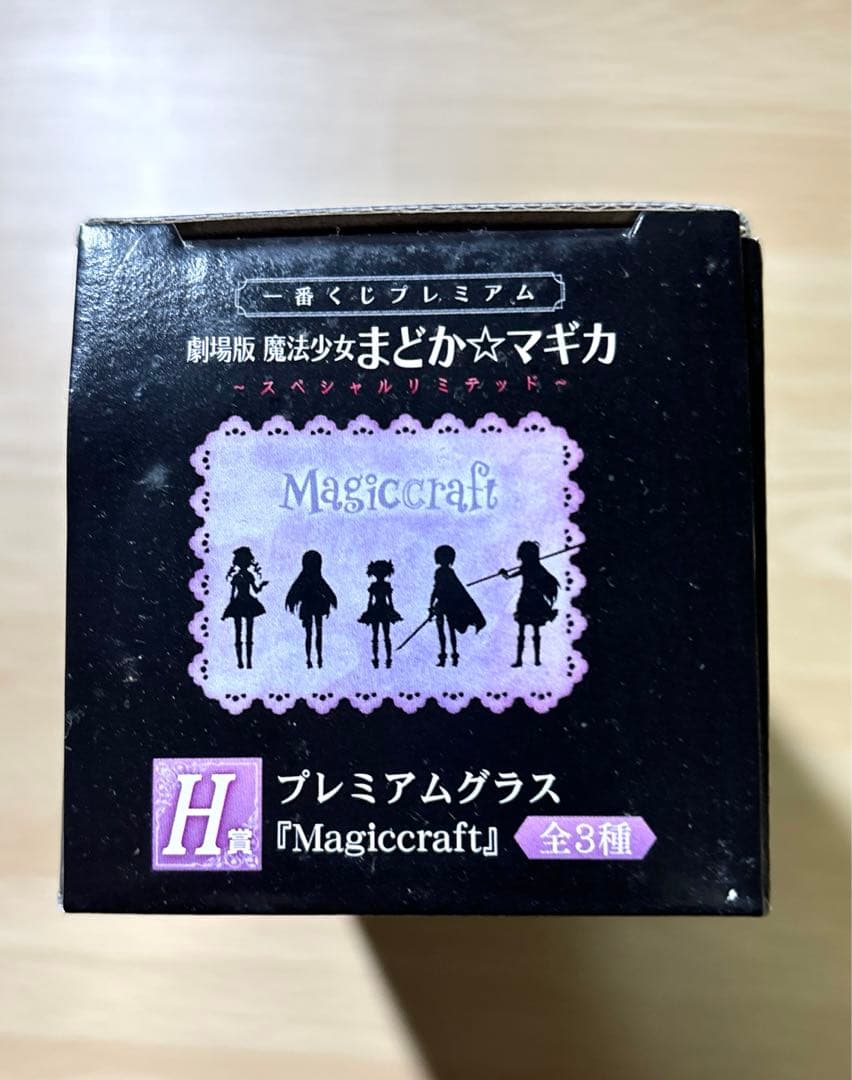 一番くじプレミアム
劇場版 魔法少女まどか☆マギカ
~スペシャルリミテッド~
Magiccraft
H賞
プレミアムグラス
『Magiccraft』 全3種